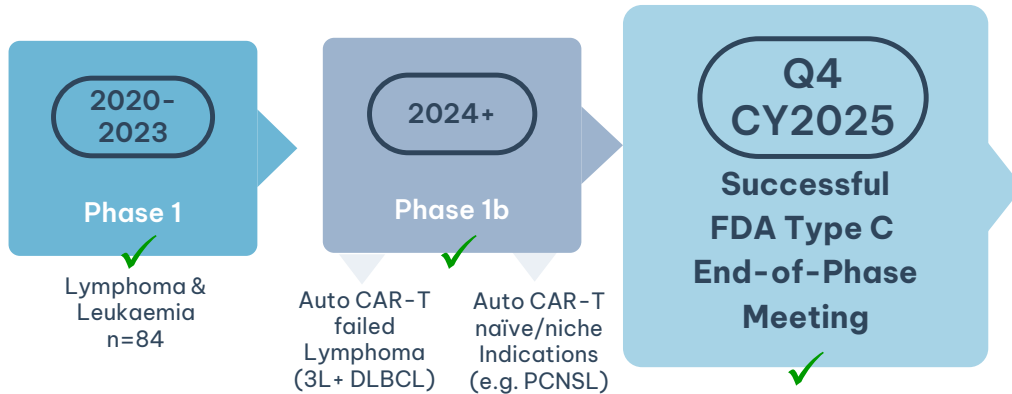 2020-
2023
Phase 1
Lymphoma &
Leukaemia
n=84
2024+
Phase 1b
Auto CAR-T
failed
Lymphoma
(3L+ DLBCL)
Auto CAR-T
naïve/niche
Indications
(e.g. PCNSL)
Q4
CY2025
Successful
FDA Type C
End-of-Phase
Meeting